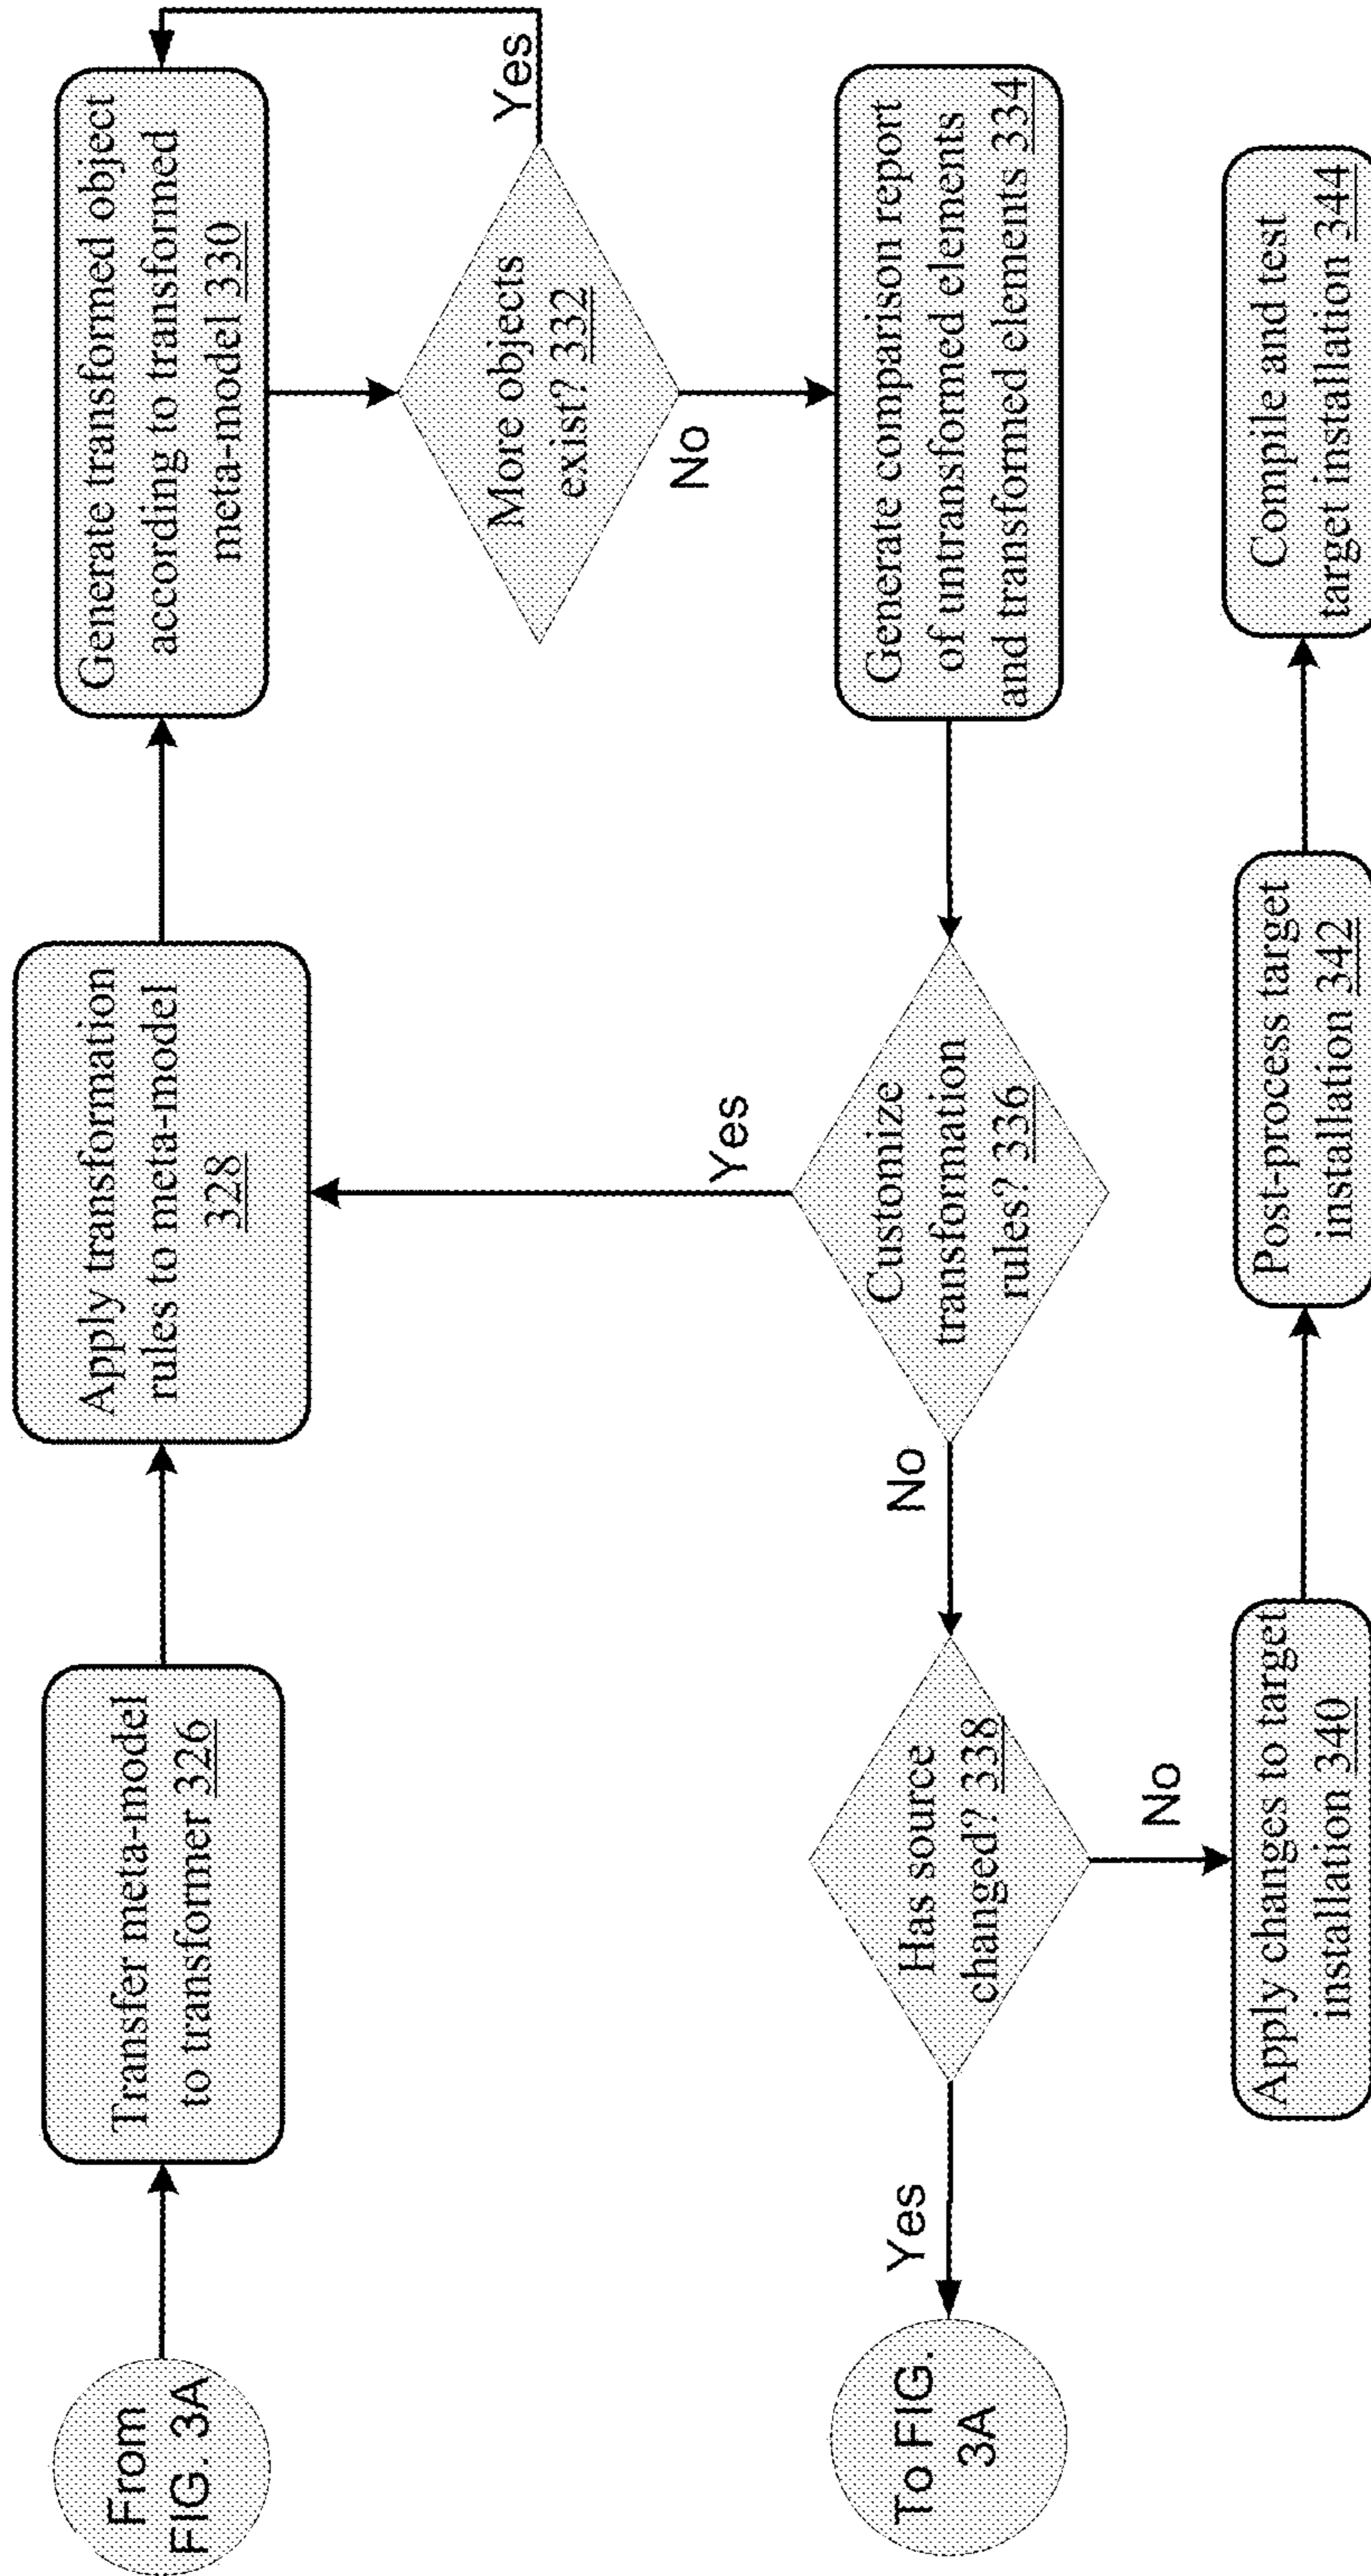 From
FIG. 3A
Transfer meta-model
to transformer 326
Apply transformation
rules to meta-model
328
Generate transformed object
according to transformed
meta-model 330
More objects
exist? 332
Yes
No
Generate comparison report
of untransformed elements
and transformed elements 334
Customize
transformation
rules? 336
Yes
No
Has source
changed? 338
Yes
To FIG.
3A
No
Apply changes to target
installation 340
Post-process target
installation 342
Compile and test
target installation 344